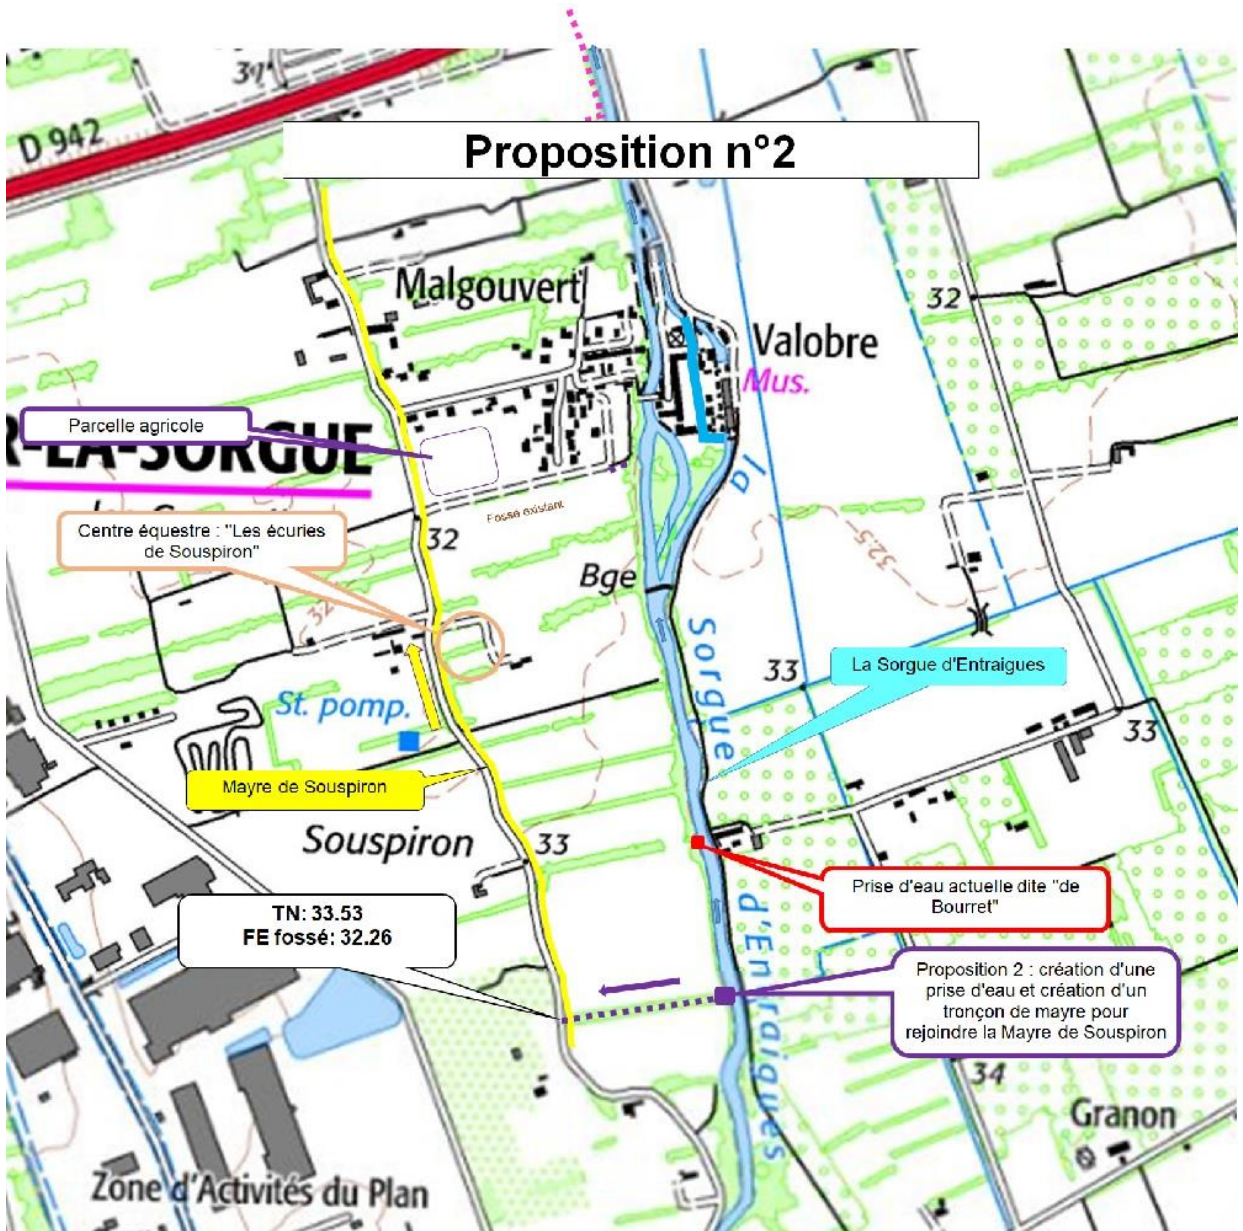 31
D 942
Proposition n°2
Malgouvert
32
Valobre
Mus.
Parcelle agricole
R-LA-SORGUE
Fossé existant
la
Centre équestre : "Les écuries
de Souspiron"
32
32.5
32
Bge
Sorgue
La Sorgue d'Entraigues
33
St. pomp.
33
Mayre de Souspiron
Souspiron
33
Prise d'eau actuelle dite "de
Bourret"
d'Entraigues
TN: 33.53
FE fossé: 32.26
Proposition 2 : création d'une
prise d'eau et création d'un
tronçon de mayre pour
rejoindre la Mayre de Souspiron
34
Granon
Zone d'Activités du Plan